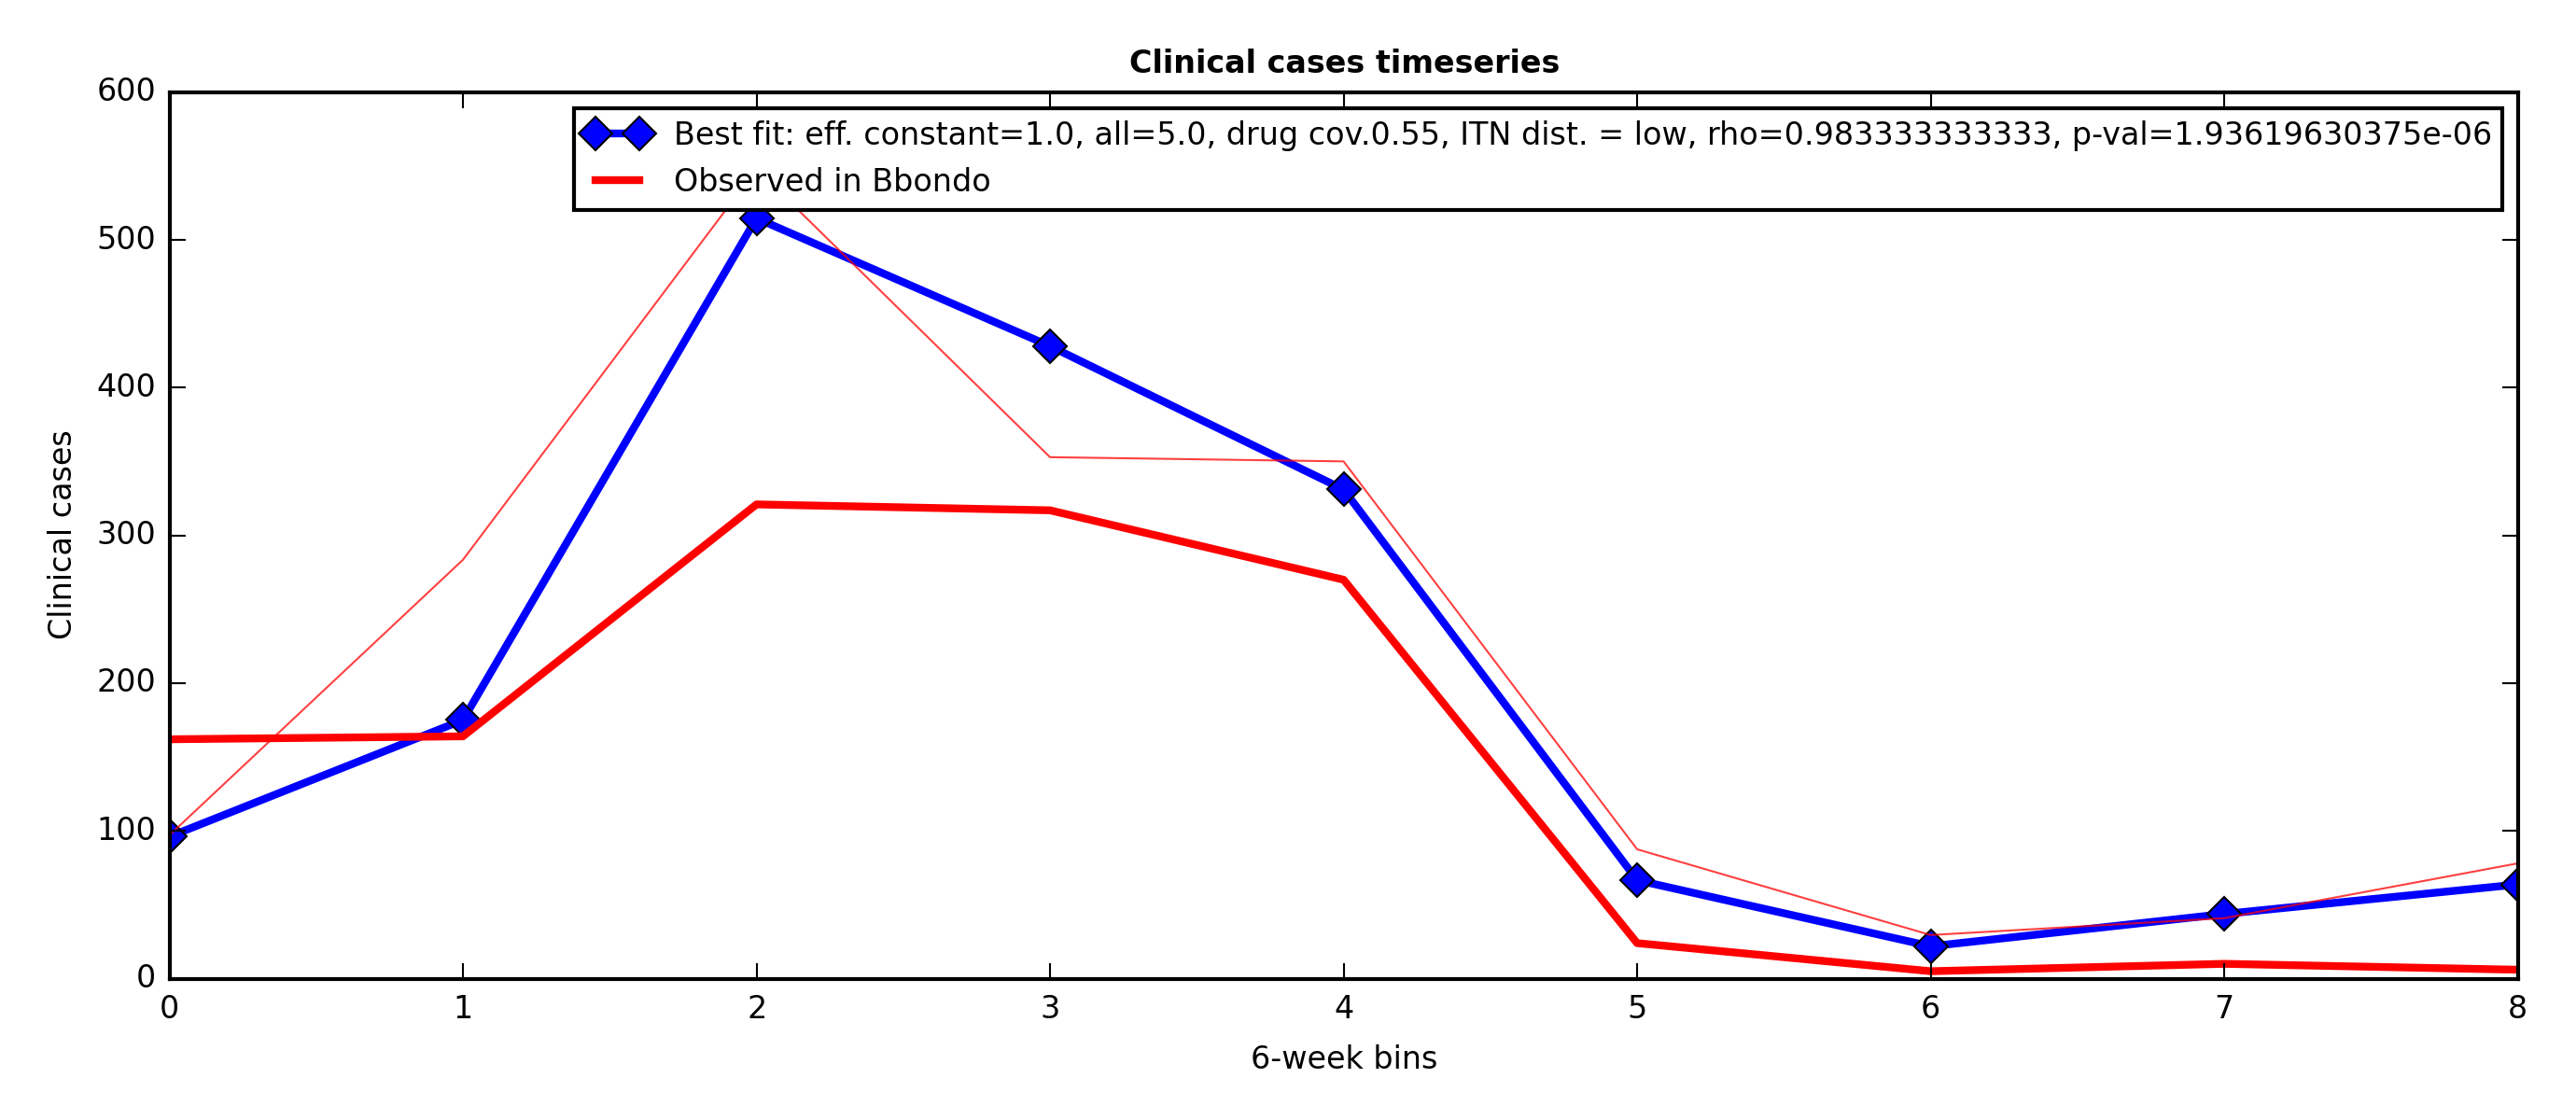 Clinical cases timeseries
600
500
400
300
200
100
0
Clinical cases
Best fit: eff. constant=1.0, all=5.0, drug cov.0.55, ITN dist. = low, rho=0.983333333333, p-val=1.93619630375e-06
Observed in Bbondo
0 1 2 3 4 5 6 7 8
6-week bins